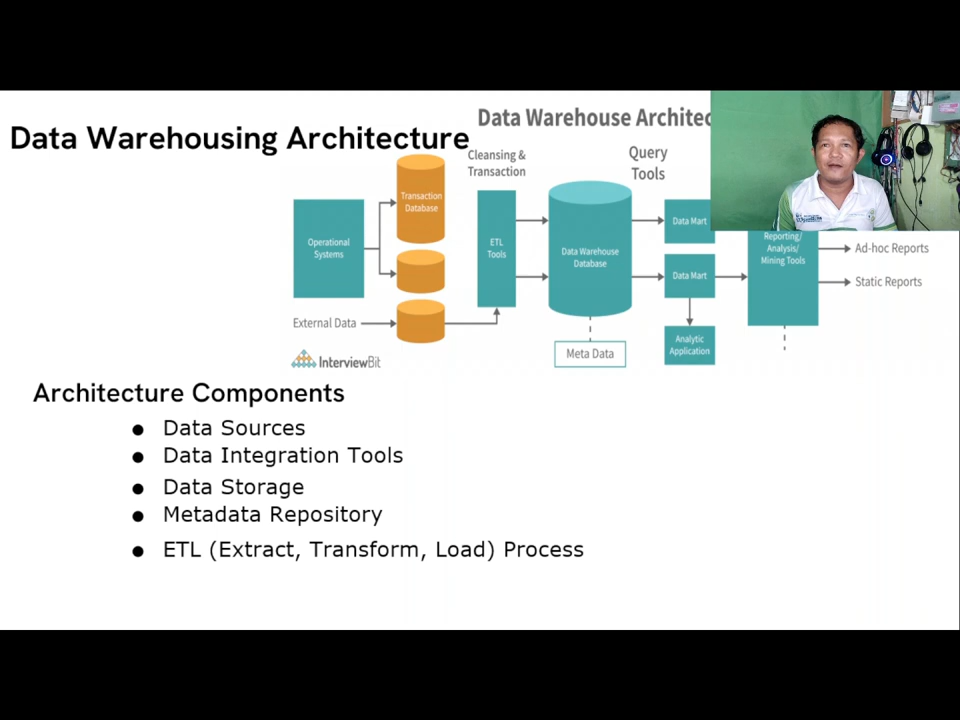 Data Warehousing Architecture
Data Warehouse Architec
Cleansing &
Transaction
Query
Tools
Transaction
Database
Operational
Systems
ETL
Tools
Data Warehouse
Database
Data Mart
Data Mart
Reporting/
Analysis/
Mining Tools
Ad-hoc Reports
Static Reports
External Data
Meta Data
Analytic
Application
InterviewBit
Architecture Components
● Data Sources
● Data Integration Tools
● Data Storage
● Metadata Repository
● ETL (Extract, Transform, Load) Process